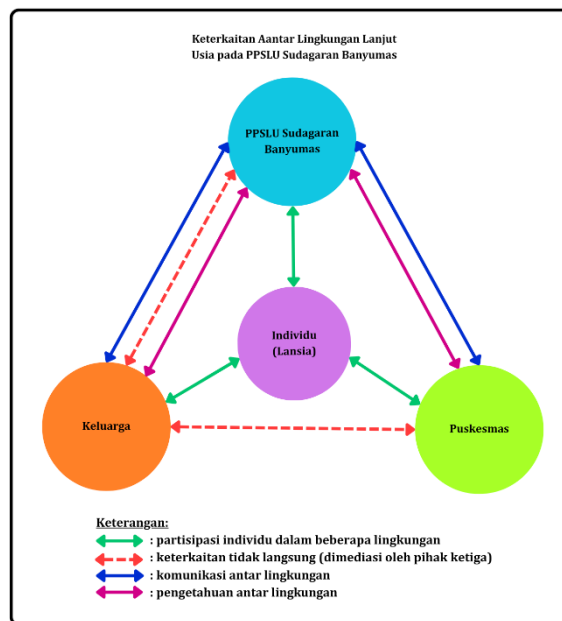 Keterkaitan Aantar Lingkungan Lanjut
Usia pada PPSLU Sudagaran Banyumas
PPSLU Sudagaran
Banyumas
Individu
(Lansia)
Keluarga
Puskesmas
Keterangan:
: partisipasi individu dalam beberapa lingkungan
: keterkaitan tidak langsung (dimediasi oleh pihak ketiga)
: komunikasi antar lingkungan
: pengetahuan antar lingkungan